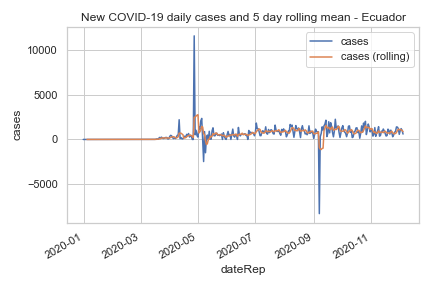 New COVID-19 daily cases and 5 day rolling mean - Ecuador
cases
cases (rolling)
10000
5000
0
−5000
cases
2020-01
2020-03
2020-05
2020-07
2020-09
2020-11
dateRep